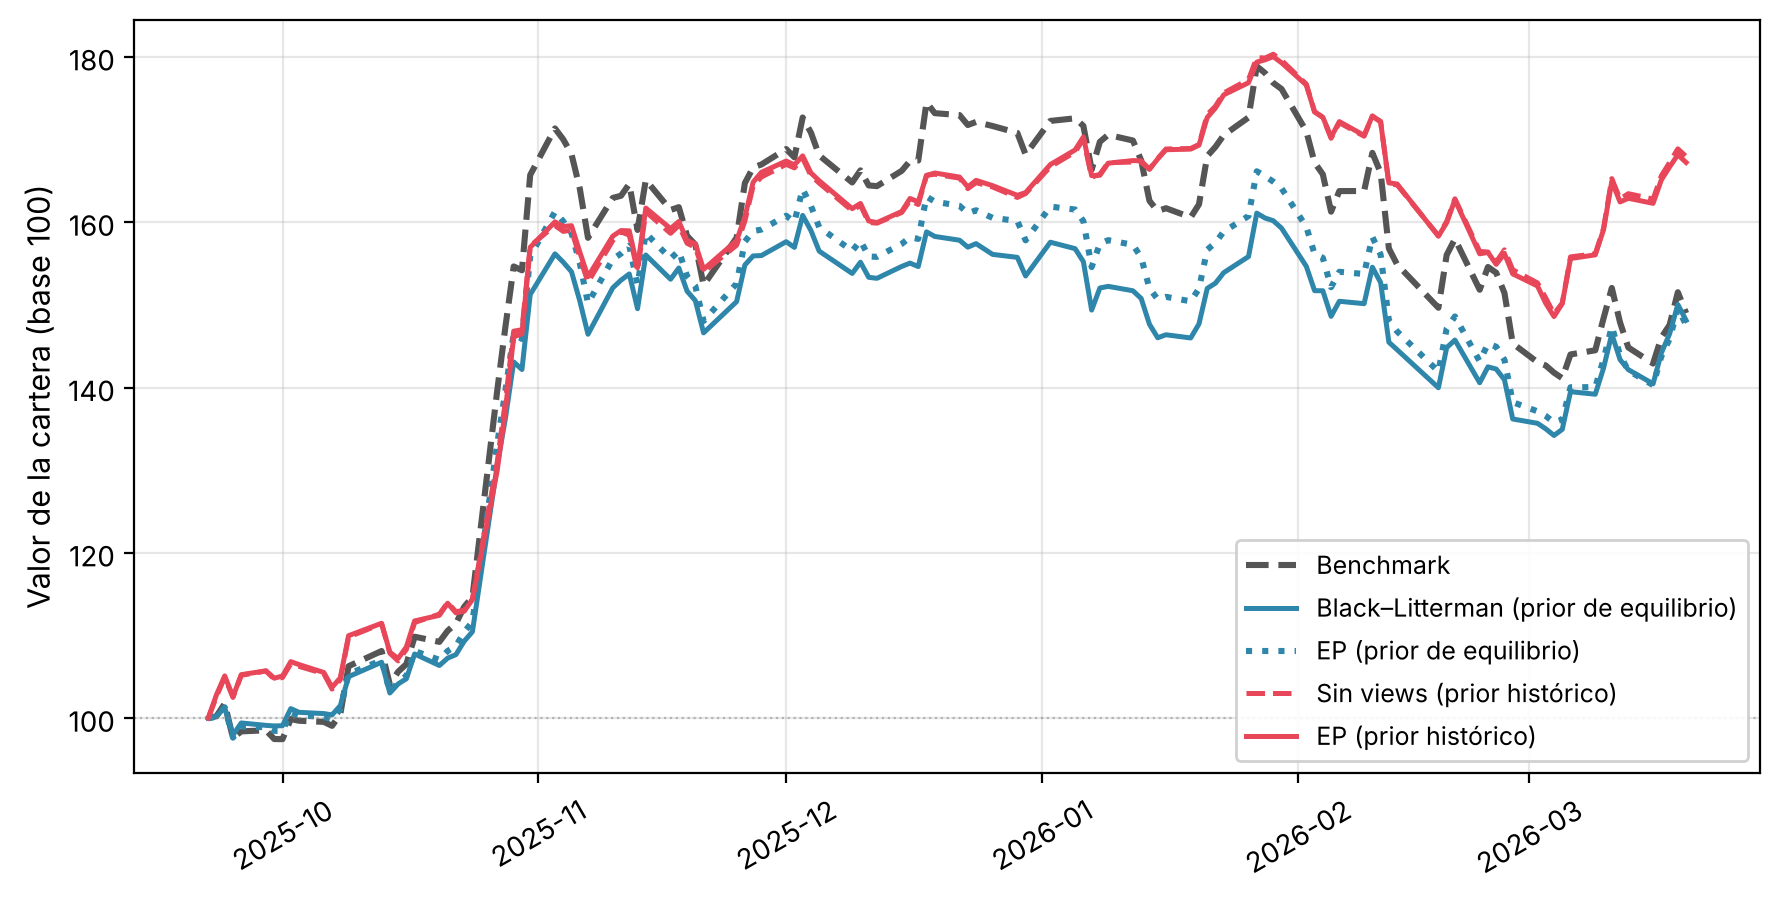 Valor de la cartera (base 100)
180
160
140
120
100
Benchmark
Black–Litterman (prior de equilibrio)
EP (prior de equilibrio)
Sin views (prior histórico)
EP (prior histórico)
2025-10
2025-11
2025-12
2026-01
2026-02
2026-03